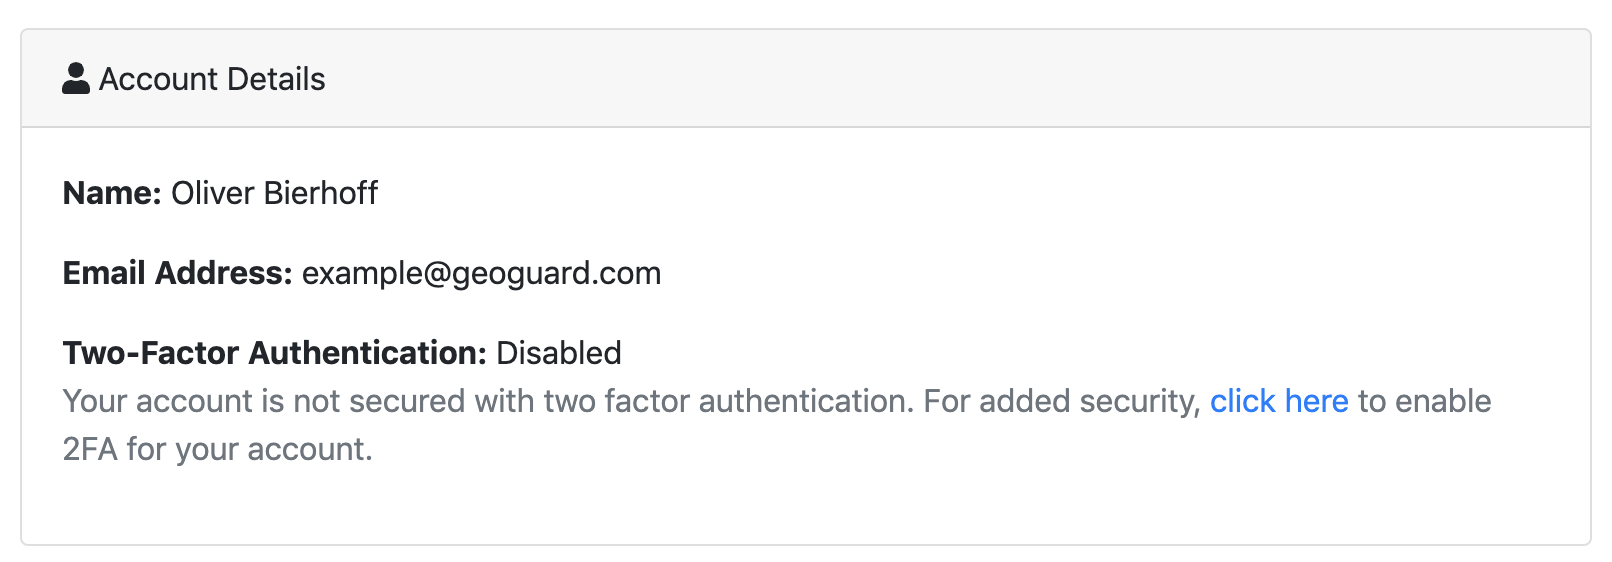 Account Details
Name: Oliver Bierhoff
Email Address: example@geoguard.com
Two-Factor Authentication: Disabled
Your account is not secured with two factor authentication. For added security, click here to enable
2FA for your account.